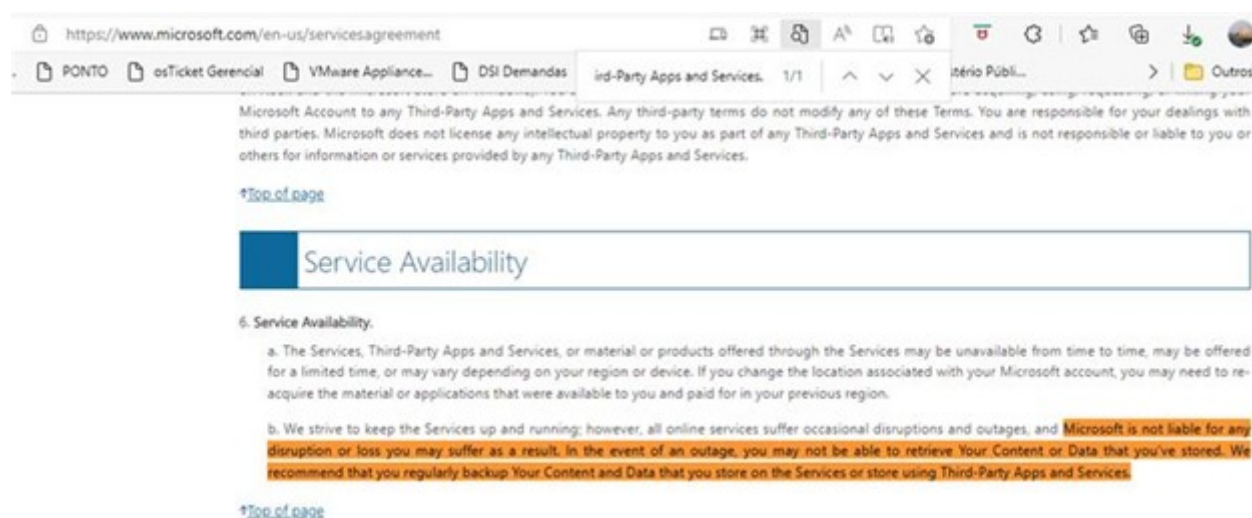 https://www.microsoft.com/en-us/servicesagreement
PONTO osTicket Gerencial VMware Appliance... DSI Demandas ird-Party Apps and Services. 1/1 stério Públi... Outros
Microsoft Account to any Third-Party Apps and Services. Any third-party terms do not modify any of these Terms. You are responsible for your dealings with
third parties. Microsoft does not license any intellectual property to you as part of any Third-Party Apps and Services and is not responsible or liable to you or
others for information or services provided by any Third-Party Apps and Services.
Top of page
Service Availability
6. Service Availability.
a. The Services, Third-Party Apps and Services, or material or products offered through the Services may be unavailable from time to time, may be offered
for a limited time, or may vary depending on your region or device. If you change the location associated with your Microsoft account, you may need to re-
acquire the material or applications that were available to you and paid for in your previous region.
b. We strive to keep the Services up and running; however, all online services suffer occasional disruptions and outages, and Microsoft is not liable for any
disruption or loss you may suffer as a result. In the event of an outage, you may not be able to retrieve Your Content or Data that you've stored. We
recommend that you regularly backup Your Content and Data that you store on the Services or store using Third-Party Apps and Services.
Top of page